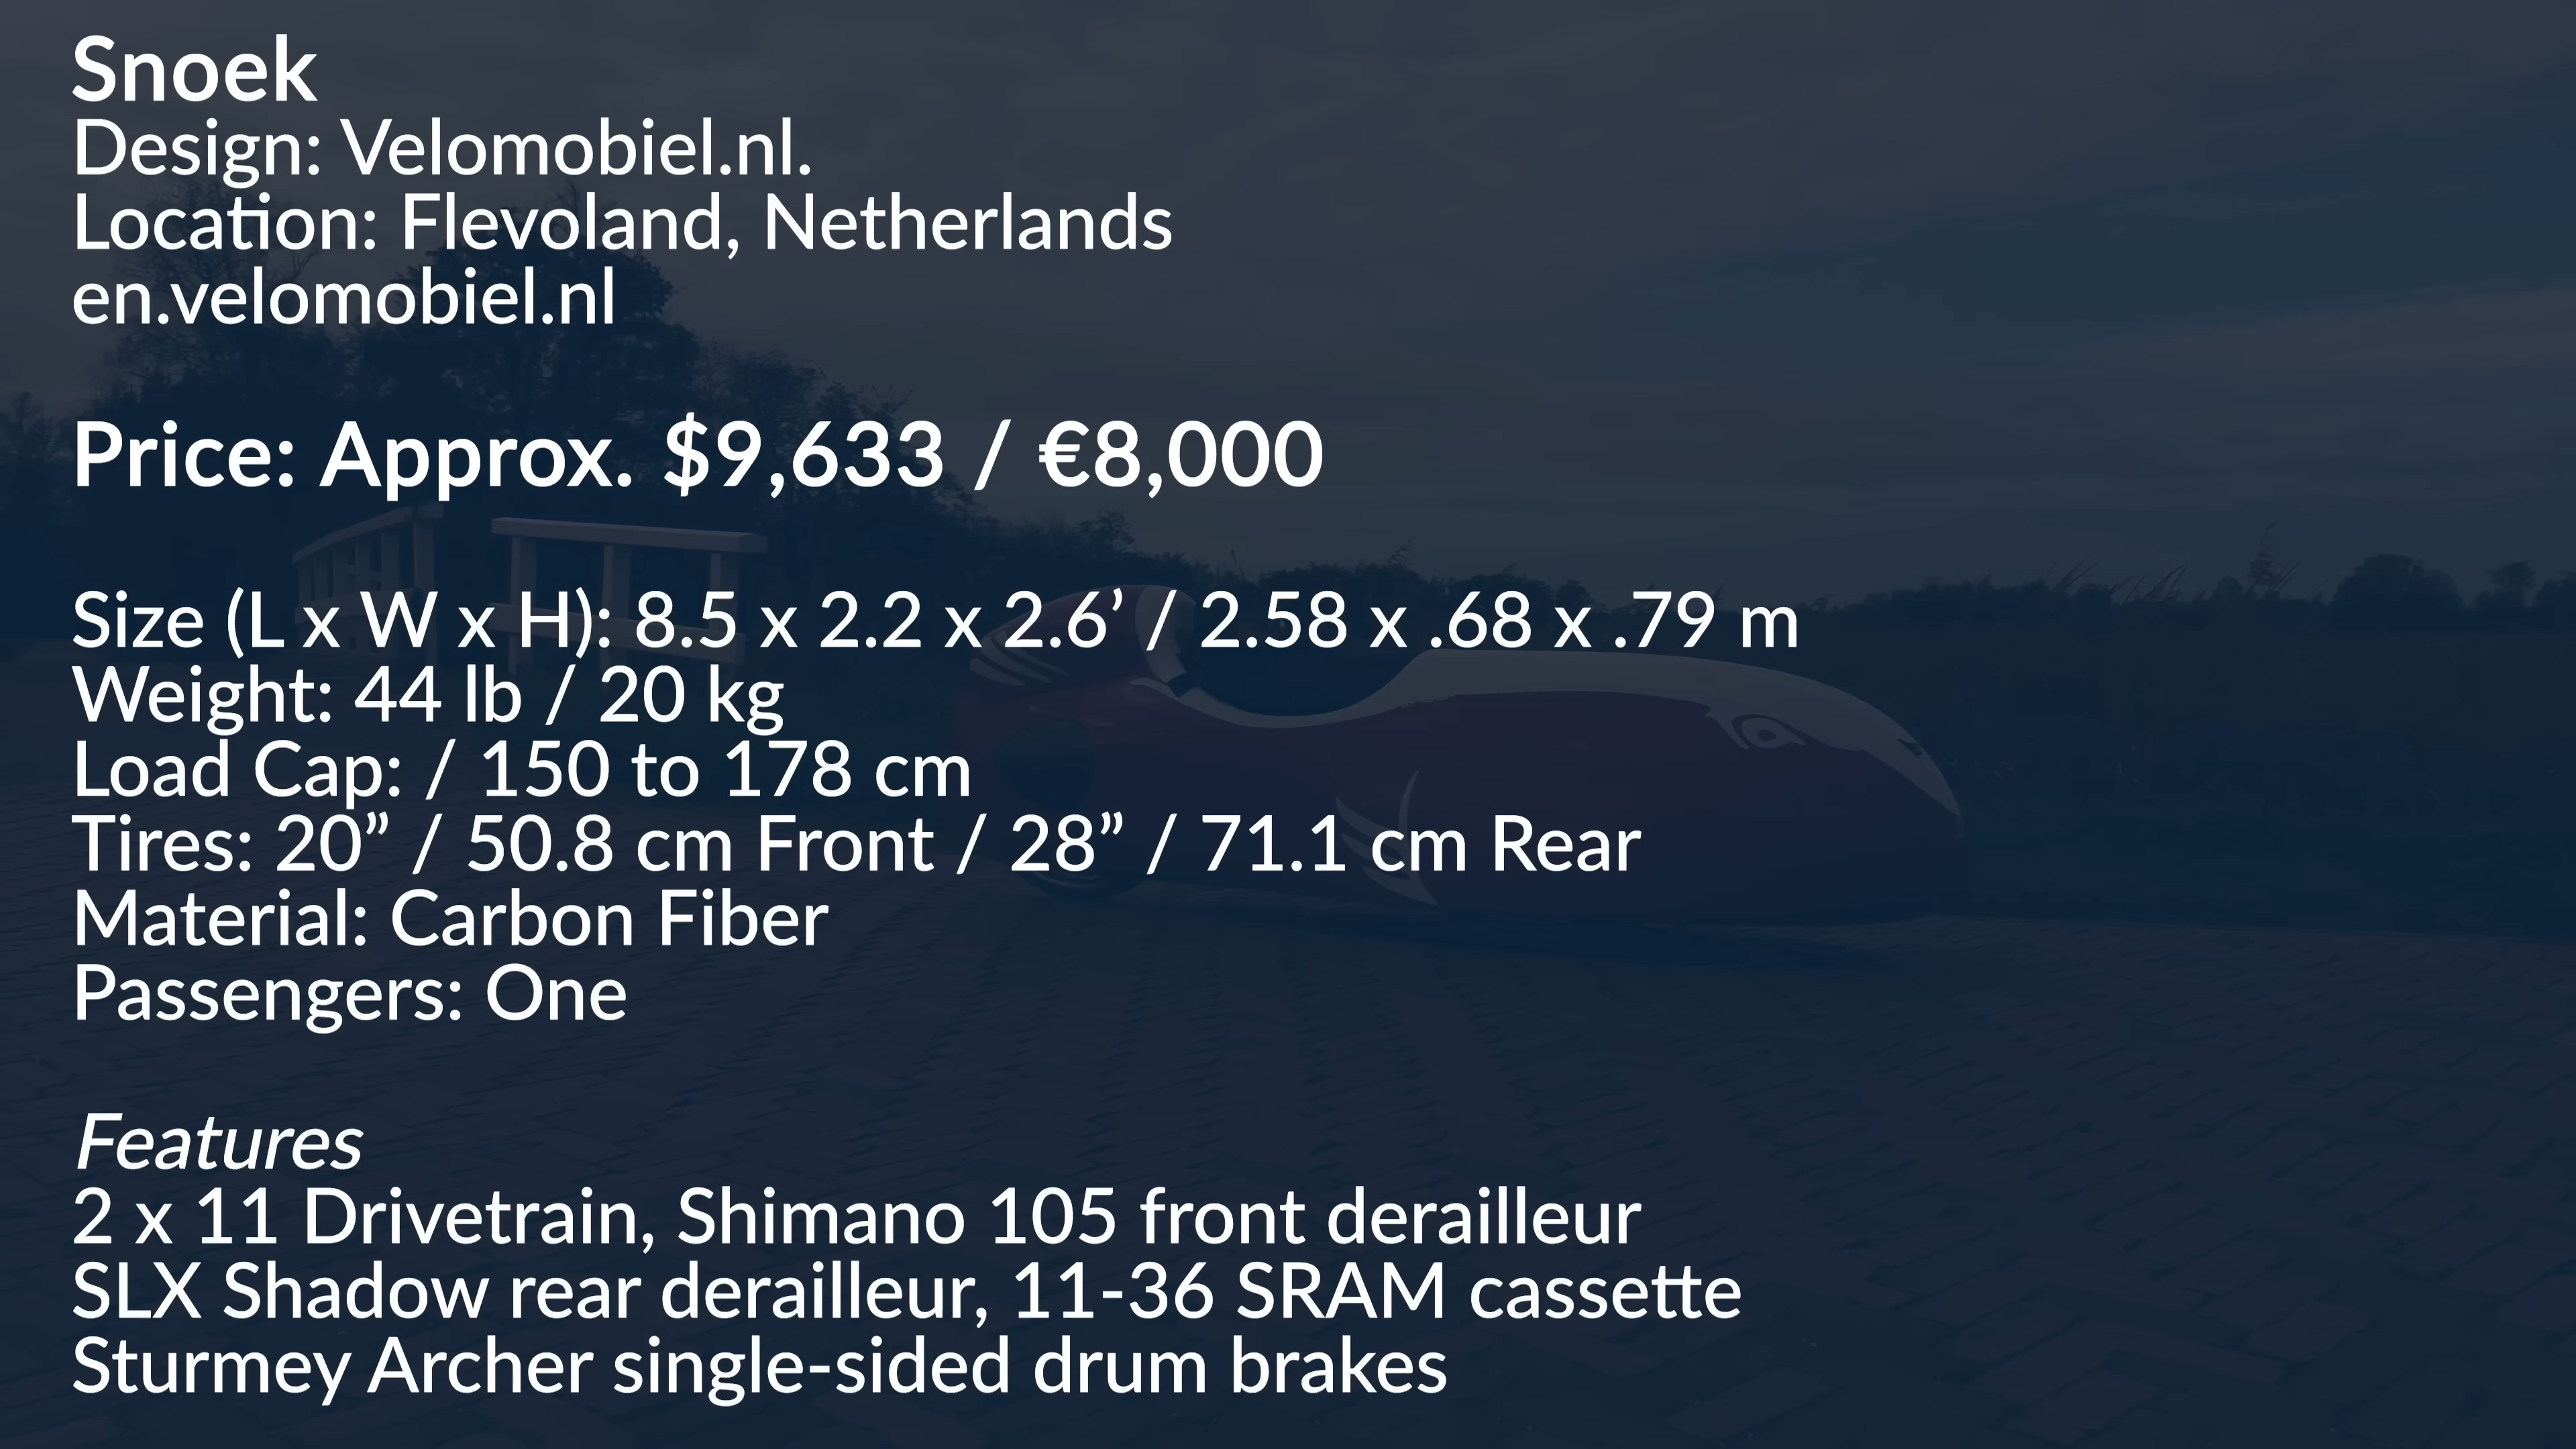 Snoek
Design: Velomobiel.nl.
Location: Flevoland, Netherlands
en.velomobiel.nl
Price: Approx. $9,633 / €8,000
Size (L x W x H): 8.5 x 2.2 x 2.6’ / 2.58 x .68 x .79 m
Weight: 44 lb / 20 kg
Load Cap: / 150 to 178 cm
Tires: 20” / 50.8 cm Front / 28” / 71.1 cm Rear
Material: Carbon Fiber
Passengers: One
Features
2 x 11 Drivetrain, Shimano 105 front derailleur
SLX Shadow rear derailleur, 11-36 SRAM cassette
Sturmey Archer single-sided drum brakes